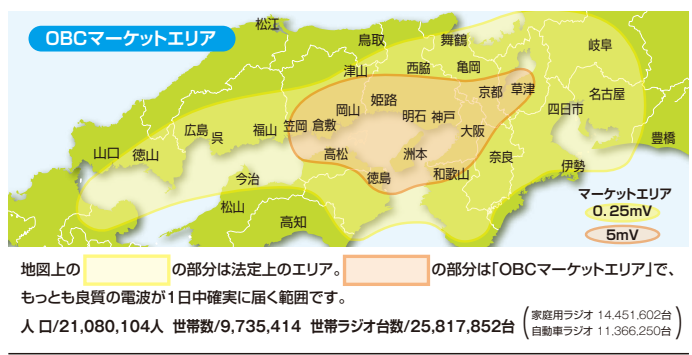 OBCマーケットエリア
松江
鳥取
舞鶴
岐阜
津山
西脇
亀岡
京都
草津
名古屋
四日市
岡山
姫路
明石
神戸
大阪
広島
呉
福山
笠岡
倉敷
豊橋
山口
徳山
高松
洲本
奈良
伊勢
今治
徳島
和歌山
松山
高知
マーケットエリア
0.25mV
5mV
地図上の の部分は法定上のエリア。 の部分は「OBCマーケットエリア」で、
もっとも良質の電波が1日中確実に届く範囲です。
人口/21,080,104人 世帯数/9,735,414 世帯ラジオ台数/25,817,852台
家庭用ラジオ 14,451,602台
自動車ラジオ 11,366,250台